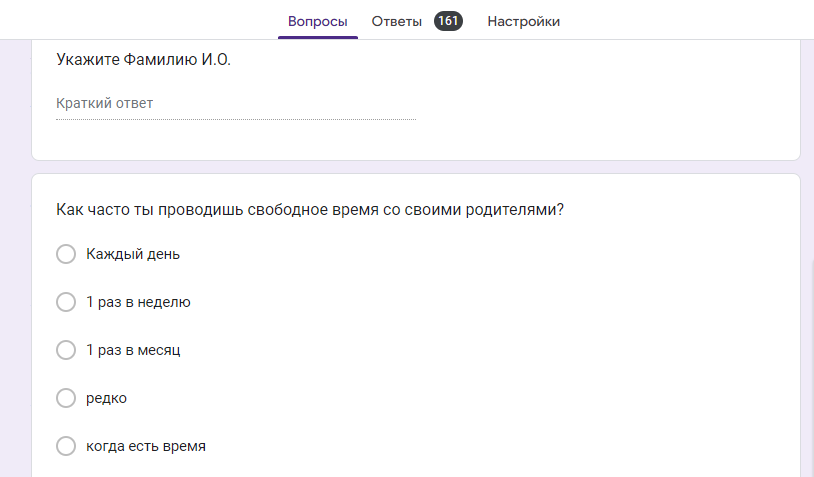 Вопросы Ответы 161 Настройки
Укажите Фамилию И.О.
Краткий ответ
Как часто ты проводишь свободное время со своими родителями?
Каждый день
1 раз в неделю
1 раз в месяц
редко
когда есть время